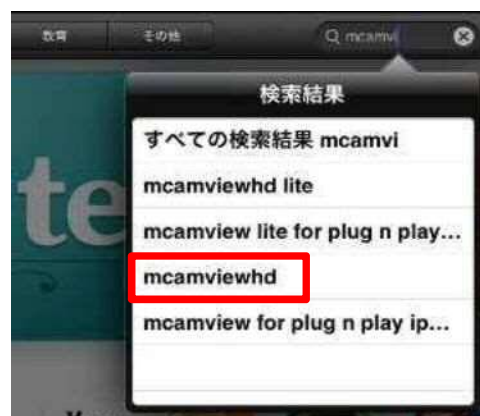 教育
その他
mcamvi
検索結果
すべての検索結果 mcamvi
mcamviewhd lite
mcamview lite for plug n play...
mcamviewhd
mcamview for plug n play ip...
te